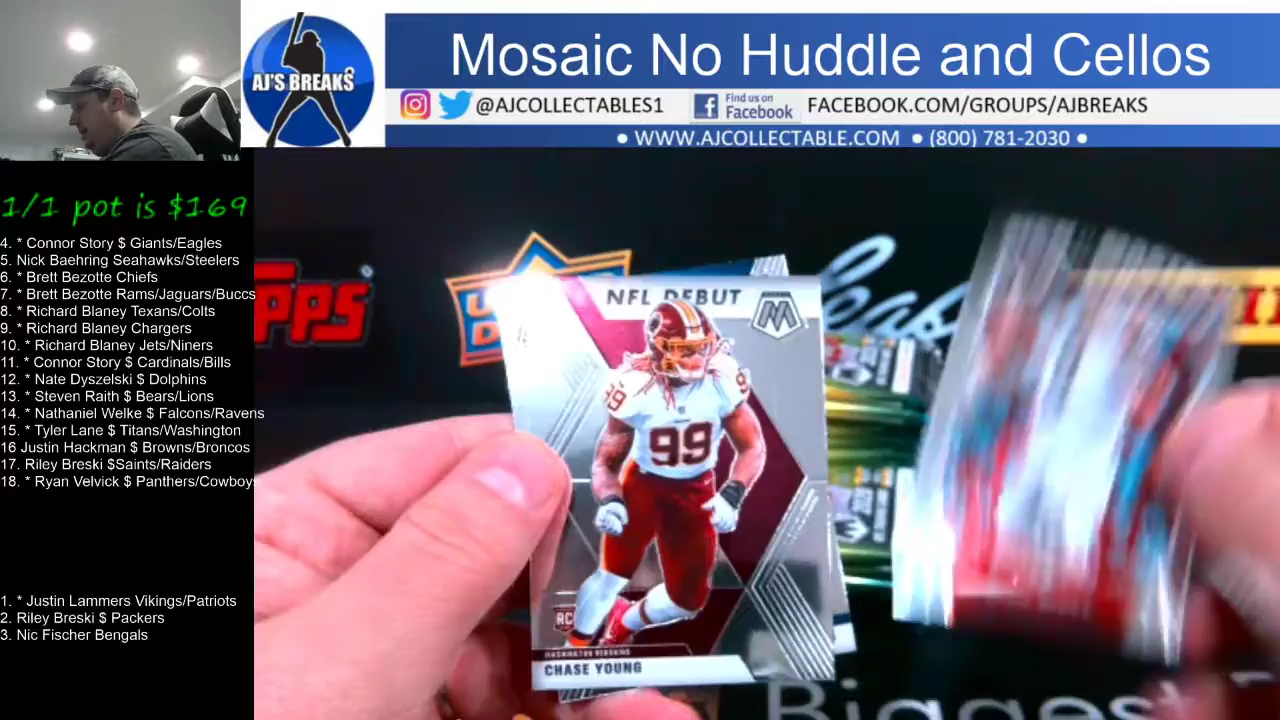 AJ'S BREAKS
Mosaic No Huddle and Cellos
@AJCOLLECTABLES1
Find us on
Facebook
FACEBOOK.COM/GROUPS/AJBREAKS
• WWW.AJCOLLECTABLE.COM • (800) 781-2030 •
1/1 pot is $169
4. * Connor Story $ Giants/Eagles
5. Nick Baehring Seahawks/Steelers
6. * Brett Bezotte Chiefs
7. * Brett Bezotte Rams/Jaguars/Buccs
8. * Richard Blaney Texans/Colts
9. * Richard Blaney Chargers
10. * Richard Blaney Jets/Niners
11. * Connor Story $ Cardinals/Bills
12. * Nate Dyszelski $ Dolphins
13. * Steven Raith $ Bears/Lions
14. * Nathaniel Welke $ Falcons/Ravens
15. * Tyler Lane $ Titans/Washington
16 Justin Hackman $ Browns/Broncos
17. Riley Breski $Saints/Raiders
18. * Ryan Velvick $ Panthers/Cowboys
1. * Justin Lammers Vikings/Patriots
2. Riley Breski $ Packers
3. Nic Fischer Bengals
NFL DEBUT
M
99
99
99
RC
WASHINGTON REDSKINS
CHASE YOUNG
Biggest